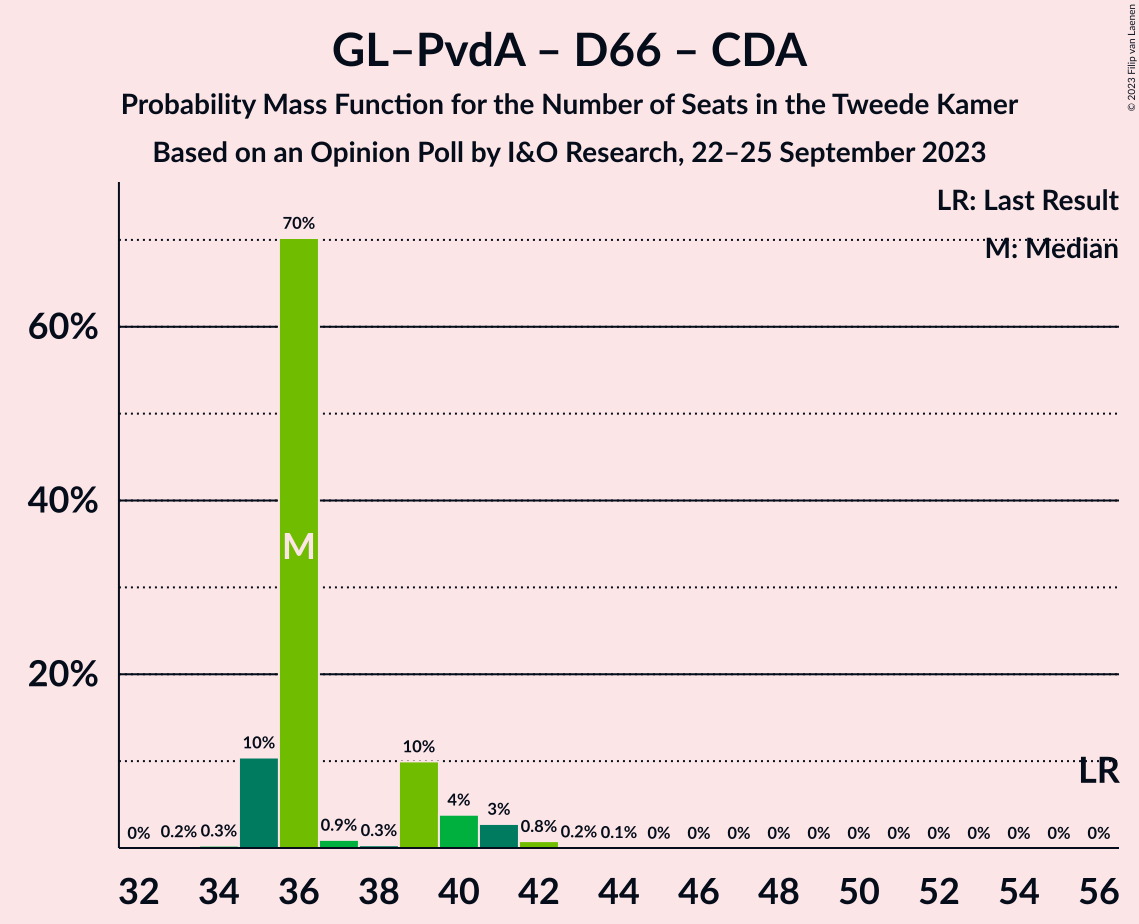 GL–PvdA – D66 – CDA
Probability Mass Function for the Number of Seats in the Tweede Kamer
Based on an Opinion Poll by I&O Research, 22–25 September 2023
© 2023 Filip van Laenen
LR: Last Result
M: Median
60%
40%
20%
0% 0.2% 0.3% 10% 70% 0.9% 0.3% 10% 4% 3% 0.8% 0.2% 0.1% 0% 0% 0% 0% 0% 0% 0% 0% 0% 0% 0% 0%
M
LR
32 34 36 38 40 42 44 46 48 50 52 54 56